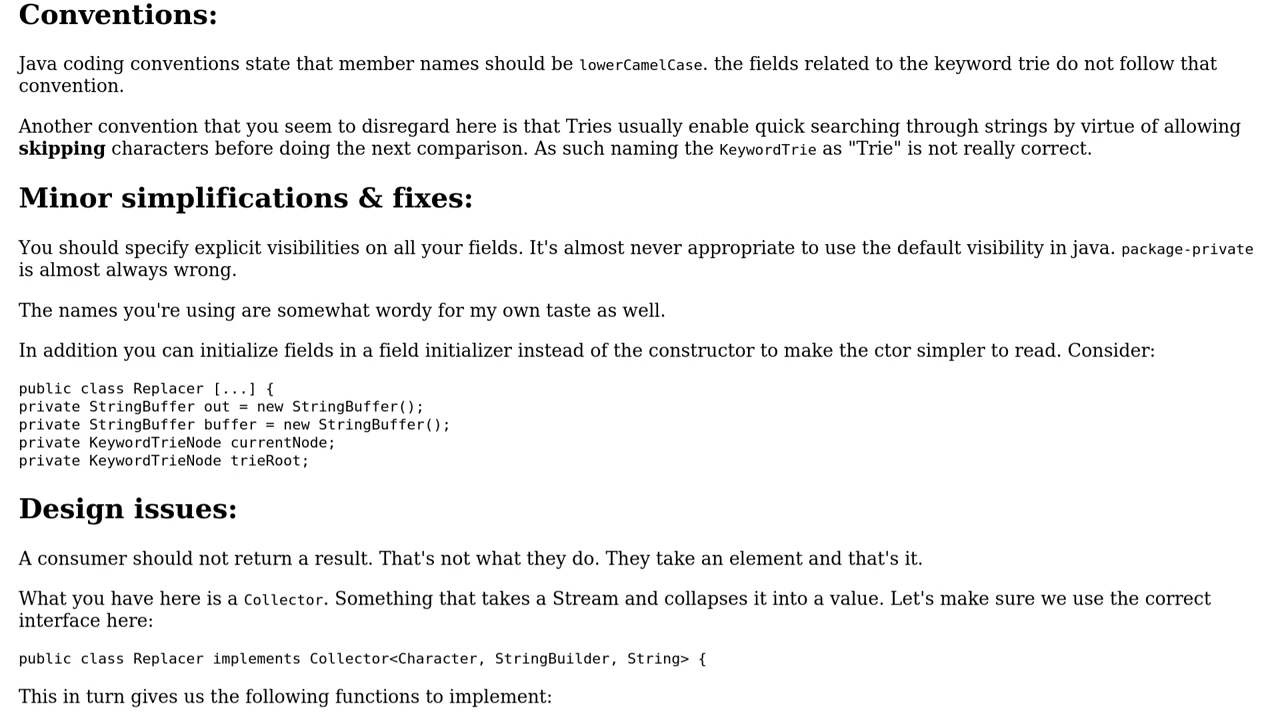 Conventions:
Java coding conventions state that member names should be lowerCamelCase. the fields related to the keyword trie do not follow that
convention.
Another convention that you seem to disregard here is that Tries usually enable quick searching through strings by virtue of allowing
skipping characters before doing the next comparison. As such naming the KeywordTrie as "Trie" is not really correct.
Minor simplifications & fixes:
You should specify explicit visibilities on all your fields. It's almost never appropriate to use the default visibility in java. package-private
is almost always wrong.
The names you're using are somewhat wordy for my own taste as well.
In addition you can initialize fields in a field initializer instead of the constructor to make the ctor simpler to read. Consider:
public class Replacer [...] {
private StringBuffer out = new StringBuffer();
private StringBuffer buffer = new StringBuffer();
private KeywordTrieNode currentNode;
private KeywordTrieNode trieRoot;
Design issues:
A consumer should not return a result. That's not what they do. They take an element and that's it.
What you have here is a Collector. Something that takes a Stream and collapses it into a value. Let's make sure we use the correct
interface here:
public class Replacer implements Collector<Character, StringBuilder, String> {
This in turn gives us the following functions to implement: